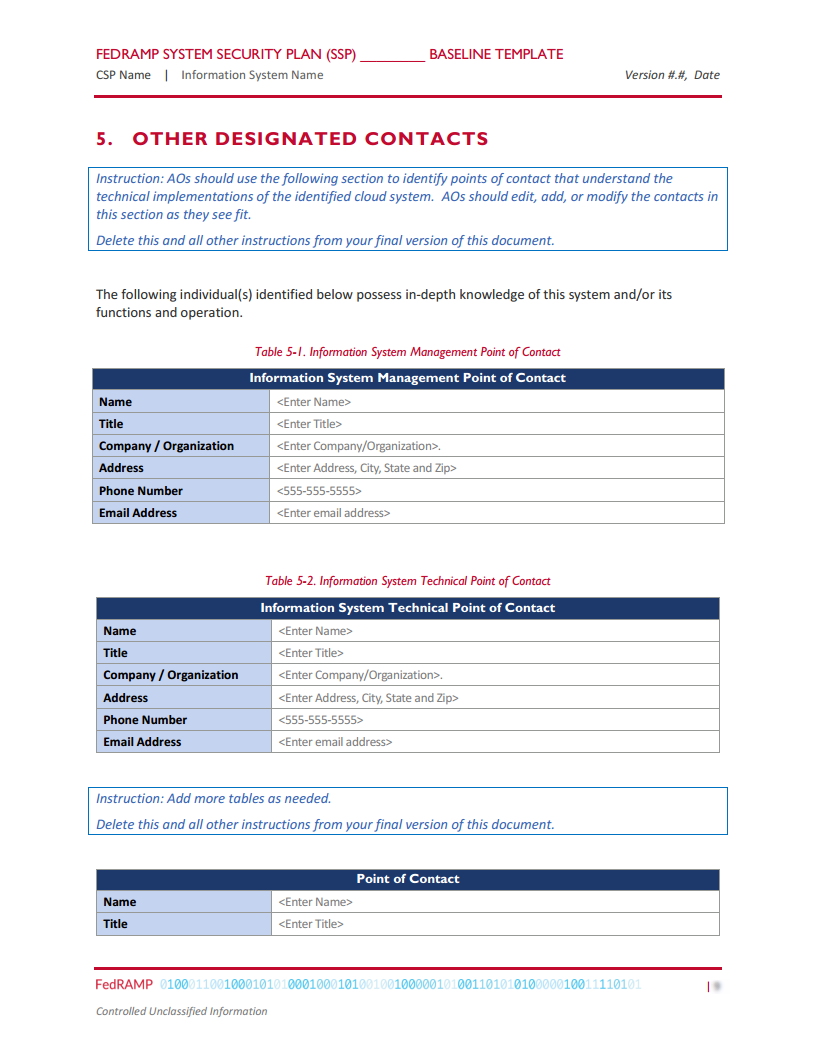 FEDRAMP SYSTEM SECURITY PLAN (SSP) _________ BASELINE TEMPLATE
CSP Name | Information System Name Version #.#, Date
5. OTHER DESIGNATED CONTACTS
Instruction: AOs should use the following section to identify points of contact that understand the
technical implementations of the identified cloud system. AOs should edit, add, or modify the contacts in
this section as they see fit.
Delete this and all other instructions from your final version of this document.
The following individual(s) identified below possess in-depth knowledge of this system and/or its
functions and operation.
Table 5-1. Information System Management Point of Contact
Information System Management Point of Contact
Name <Enter Name>
Title <Enter Title>
Company / Organization <Enter Company/Organization>.
Address <Enter Address, City, State and Zip>
Phone Number <555-555-5555>
Email Address <Enter email address>
Table 5-2. Information System Technical Point of Contact
Information System Technical Point of Contact
Name <Enter Name>
Title <Enter Title>
Company / Organization <Enter Company/Organization>.
Address <Enter Address, City, State and Zip>
Phone Number <555-555-5555>
Email Address <Enter email address>
Instruction: Add more tables as needed.
Delete this and all other instructions from your final version of this document.
Point of Contact
Name <Enter Name>
Title <Enter Title>
FedRAMP
|
Controlled Unclassified Information